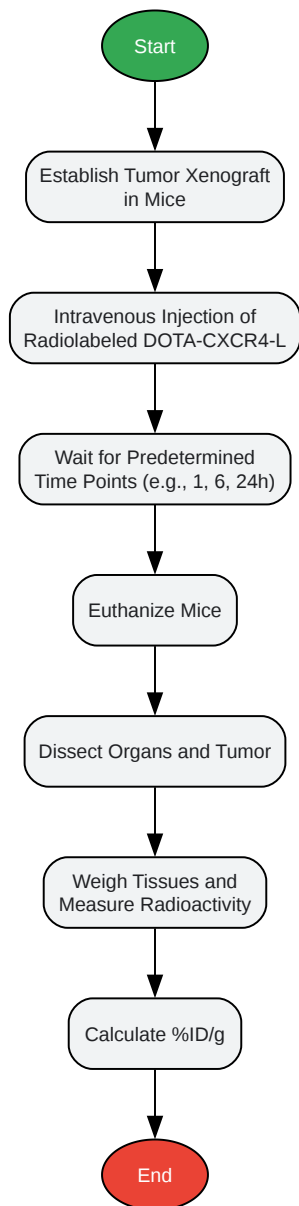 Start
Establish Tumor Xenograft
in Mice
Intravenous Injection of
Radiolabeled DOTA-CXCR4-L
Wait for Predetermined
Time Points (e.g., 1, 6, 24h)
Euthanize Mice
Dissect Organs and Tumor
Weigh Tissues and
Measure Radioactivity
Calculate %ID/g
End